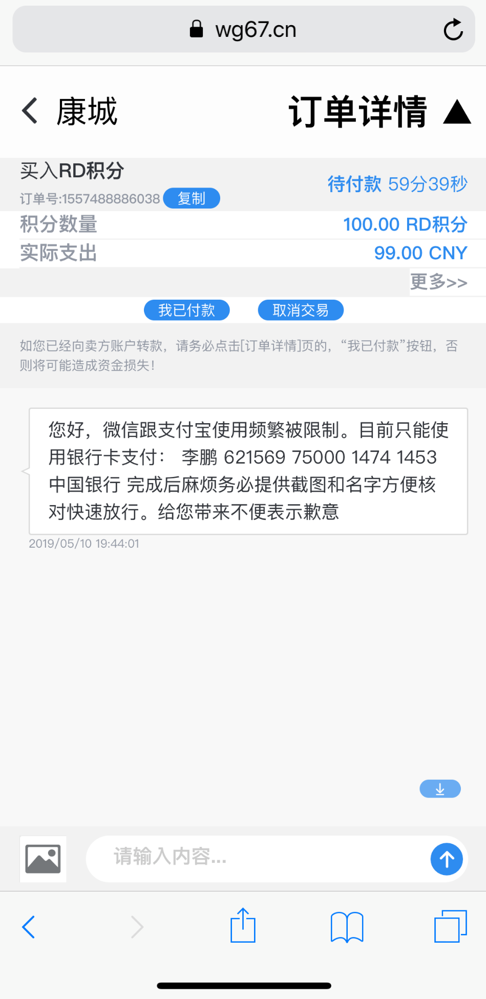 wg67.cn
康城
订单详情 ▲
买入RD积分
待付款 59分39秒
订单号:1557488886038 复制
积分数量 100.00 RD积分
实际支出 99.00 CNY
更多>>
我已付款 取消交易
如您已经向卖方账户转款，请务必点击[订单详情]页的，“我已付款”按钮，否
则将可能造成资金损失！
您好，微信跟支付宝使用频繁被限制。目前只能使
用银行卡支付： 李鹏 621569 75000 1474 1453
中国银行 完成后麻烦务必提供截图和名字方便核
对快速放行。给您带来不便表示歉意
2019/05/10 19:44:01
请输入内容...